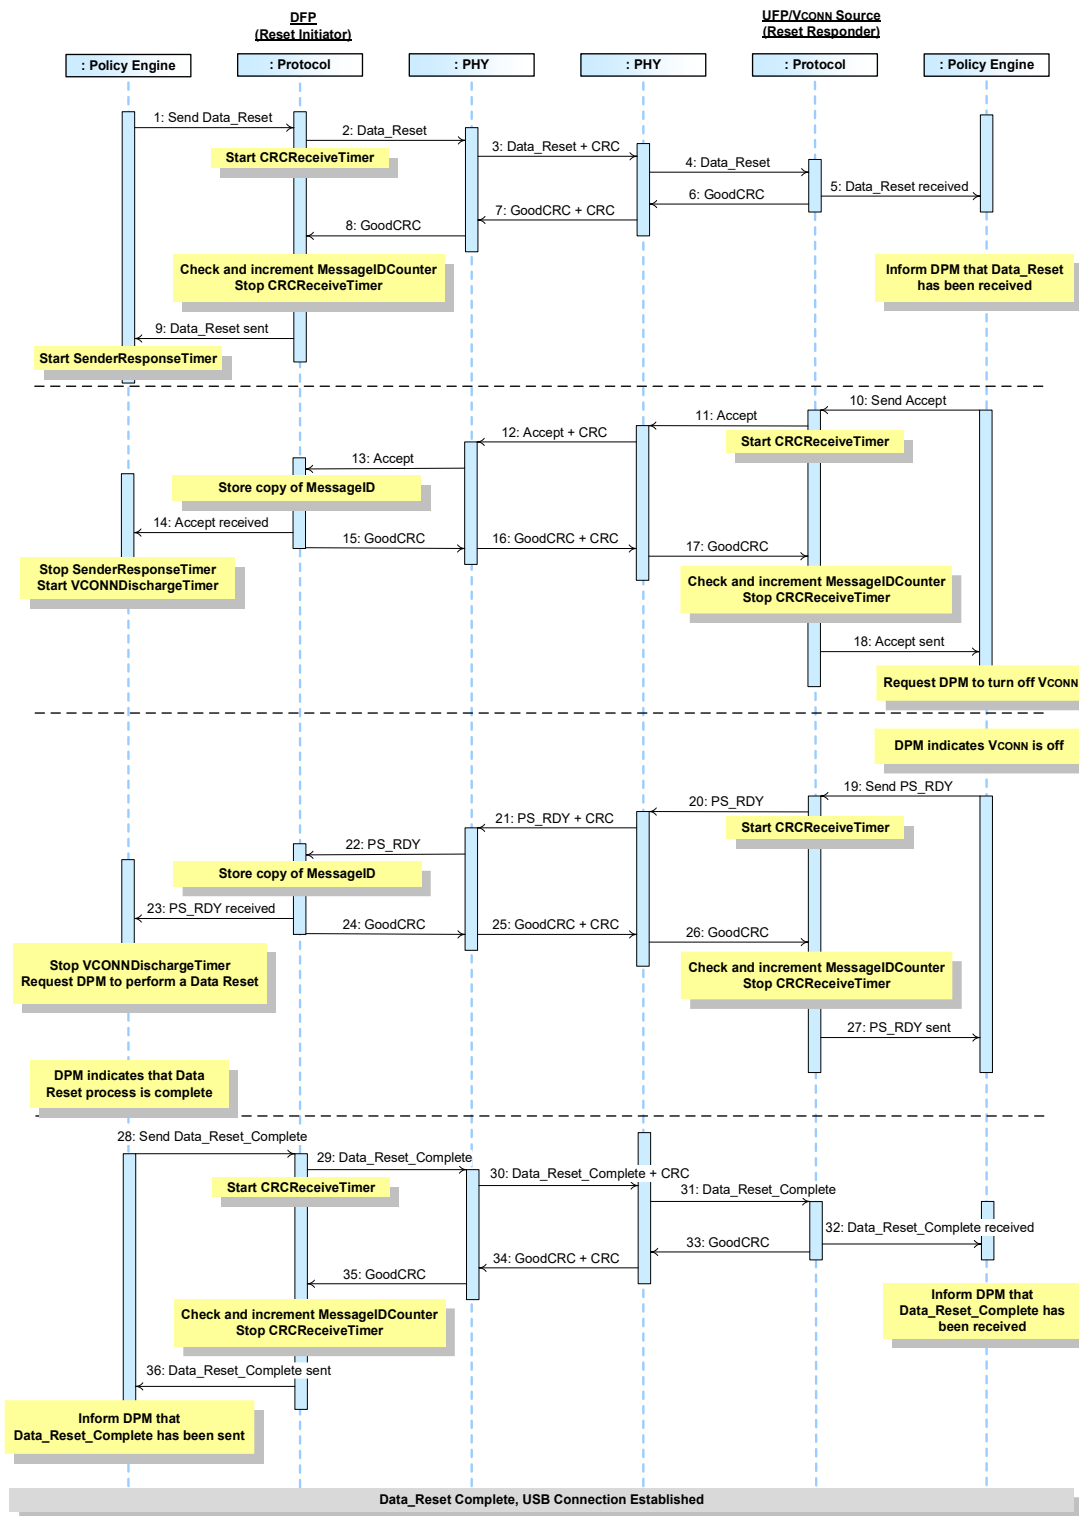 DFP
(Reset Initiator)
UFP/VCONN Source
(Reset Responder)
: Policy Engine
: Protocol
: PHY
: PHY
: Protocol
: Policy Engine
1: Send Data_Reset
2: Data_Reset
Start CRCReceiveTimer
3: Data_Reset + CRC
4: Data_Reset
5: Data_Reset received
6: GoodCRC
7: GoodCRC + CRC
8: GoodCRC
Check and increment MessageIDCounter
Stop CRCReceiveTimer
Inform DPM that Data_Reset
has been received
9: Data_Reset sent
Start SenderResponseTimer
10: Send Accept
11: Accept
Start CRCReceiveTimer
12: Accept + CRC
13: Accept
Store copy of MessageID
14: Accept received
15: GoodCRC
16: GoodCRC + CRC
17: GoodCRC
Stop SenderResponseTimer
Start VCONNDischargeTimer
Check and increment MessageIDCounter
Stop CRCReceiveTimer
18: Accept sent
Request DPM to turn off VCONN
DPM indicates VCONN is off
19: Send PS_RDY
20: PS_RDY
Start CRCReceiveTimer
21: PS_RDY + CRC
22: PS_RDY
Store copy of MessageID
23: PS_RDY received
24: GoodCRC
25: GoodCRC + CRC
26: GoodCRC
Stop VCONNDischargeTimer
Request DPM to perform a Data Reset
Check and increment MessageIDCounter
Stop CRCReceiveTimer
27: PS_RDY sent
DPM indicates that Data
Reset process is complete
28: Send Data_Reset_Complete
29: Data_Reset_Complete
Start CRCReceiveTimer
30: Data_Reset_Complete + CRC
31: Data_Reset_Complete
32: Data_Reset_Complete received
33: GoodCRC
34: GoodCRC + CRC
35: GoodCRC
Check and increment MessageIDCounter
Stop CRCReceiveTimer
Inform DPM that
Data_Reset_Complete has
been received
36: Data_Reset_Complete sent
Inform DPM that
Data_Reset_Complete has been sent
Data_Reset Complete, USB Connection Established